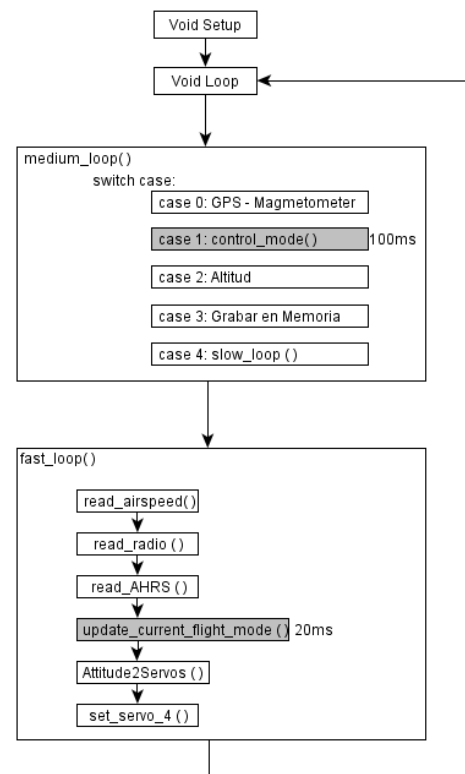 Void Setup
Void Loop
medium_loop()
switch case:
case 0: GPS - Magmetometer
case 1: control_mode() 100ms
case 2: Altitud
case 3: Grabar en Memoria
case 4: slow_loop ()
fast_loop()
read_airspeed()
read_radio ()
read_AHRS ()
update_current_flight_mode () 20ms
Attitude2Servos ()
set_servo_4 ()